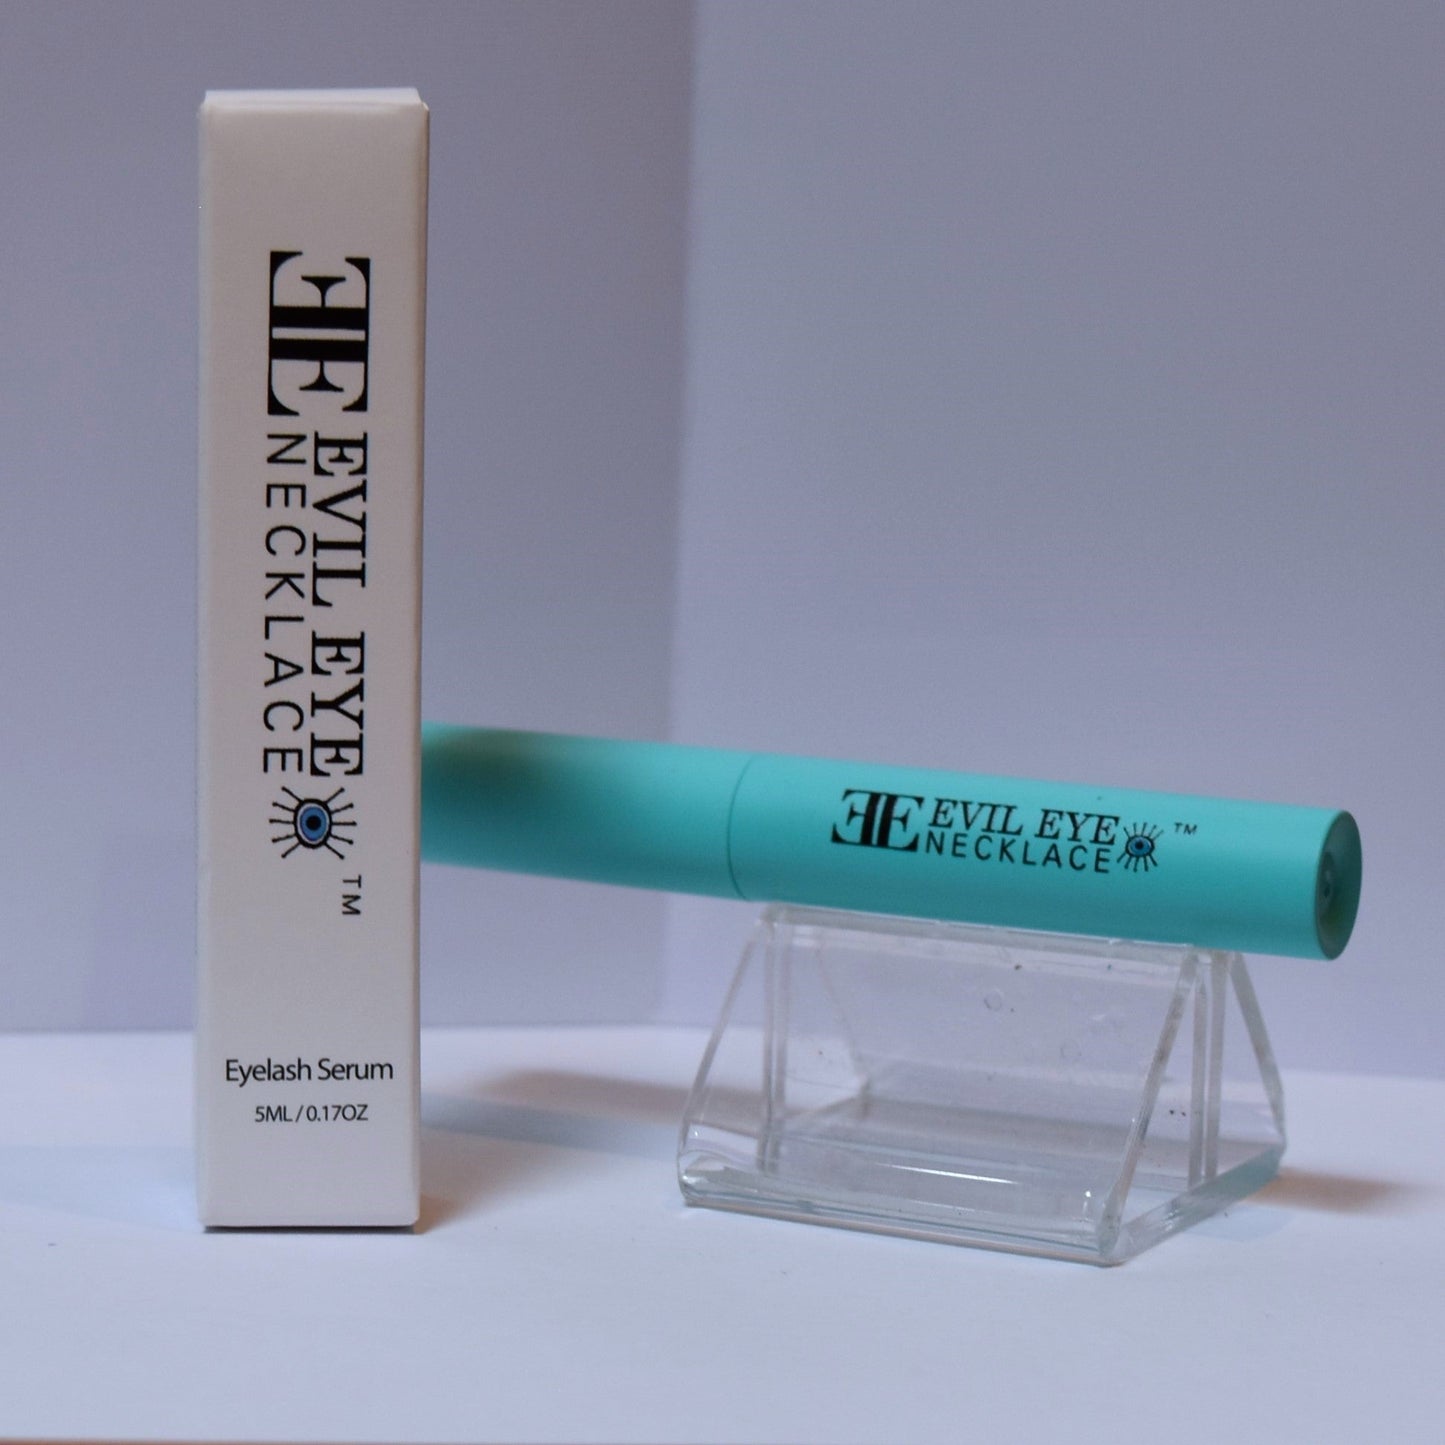 EE EVIL EYE
NECKLACE
TM
Eyelash Serum
5ML / 0.17OZ
EE EVIL EYE
NECKLACE
TM